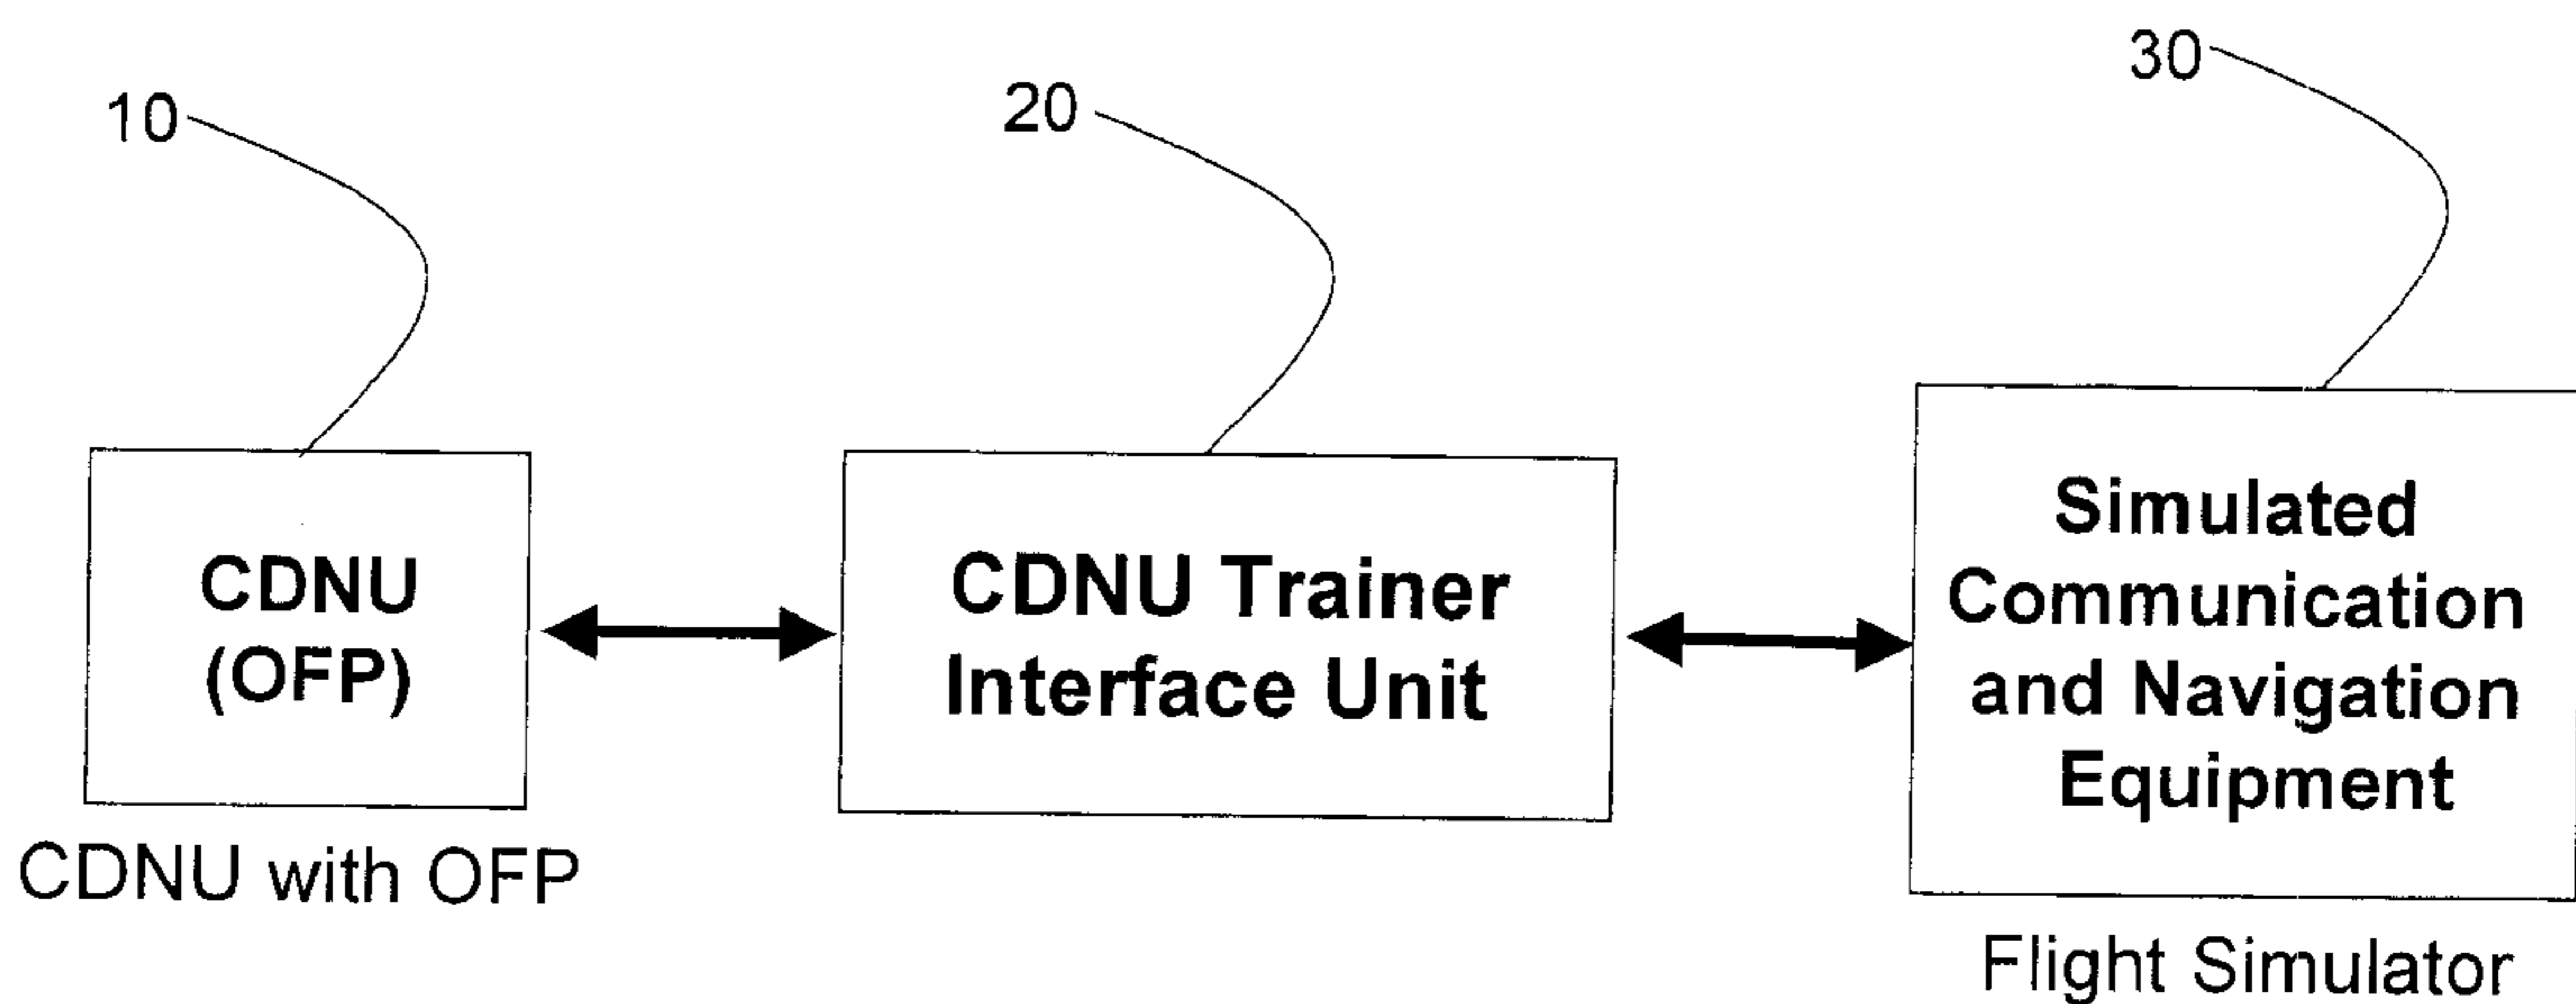 10
20
30
CDNU
(OFP)
CDNU with OFP
CDNU Trainer
Interface Unit
Simulated
Communication
and Navigation
Equipment
Flight Simulator